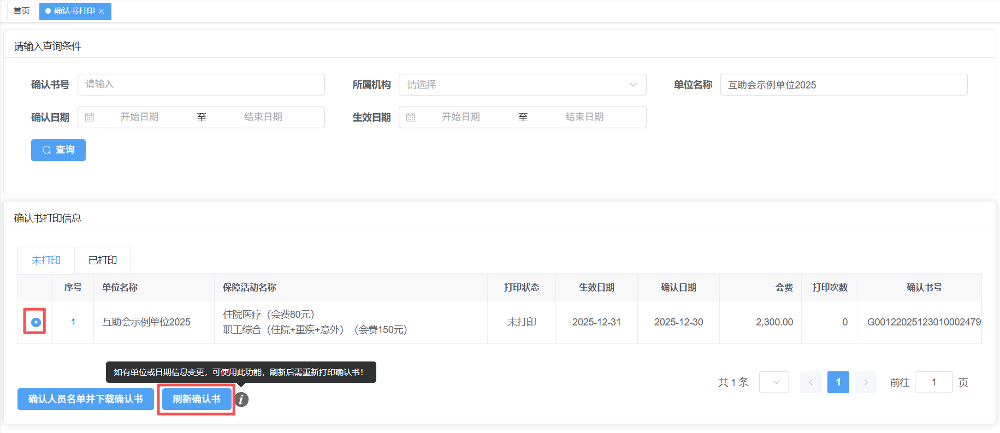 首页
确认书打印
请输入查询条件
确认书号 请输入 所属机构 请选择 单位名称 互助会示例单位2025
确认日期 开始日期 至 结束日期 生效日期 开始日期 至 结束日期
查询
确认书打印信息
未打印 已打印
序号 单位名称 保障活动名称 打印状态 生效日期 确认日期 会费 打印次数 确认书号
1 互助会示例单位2025 住院医疗（会费80元） 未打印 2025-12-31 2025-12-30 2,300.00 0 G00122025123010002479
职工综合（住院+重疾+意外）（会费150元）
如有单位或日期信息变更，可使用此功能，刷新后需重新打印确认书！
共 1 条 1 前往 1 页
确认人员名单并下载确认书 刷新确认书 i